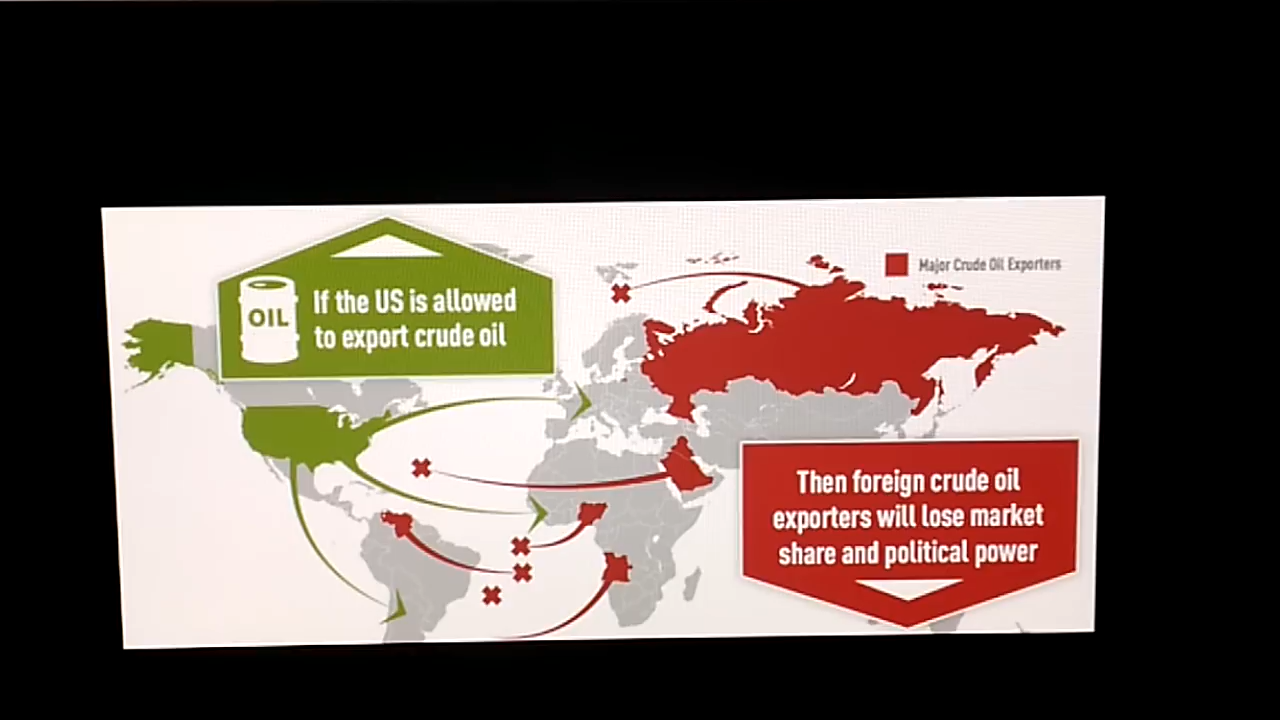 OIL
If the US is allowed
to export crude oil
Major Crude Oil Exporters
Then foreign crude oil
exporters will lose market
share and political power